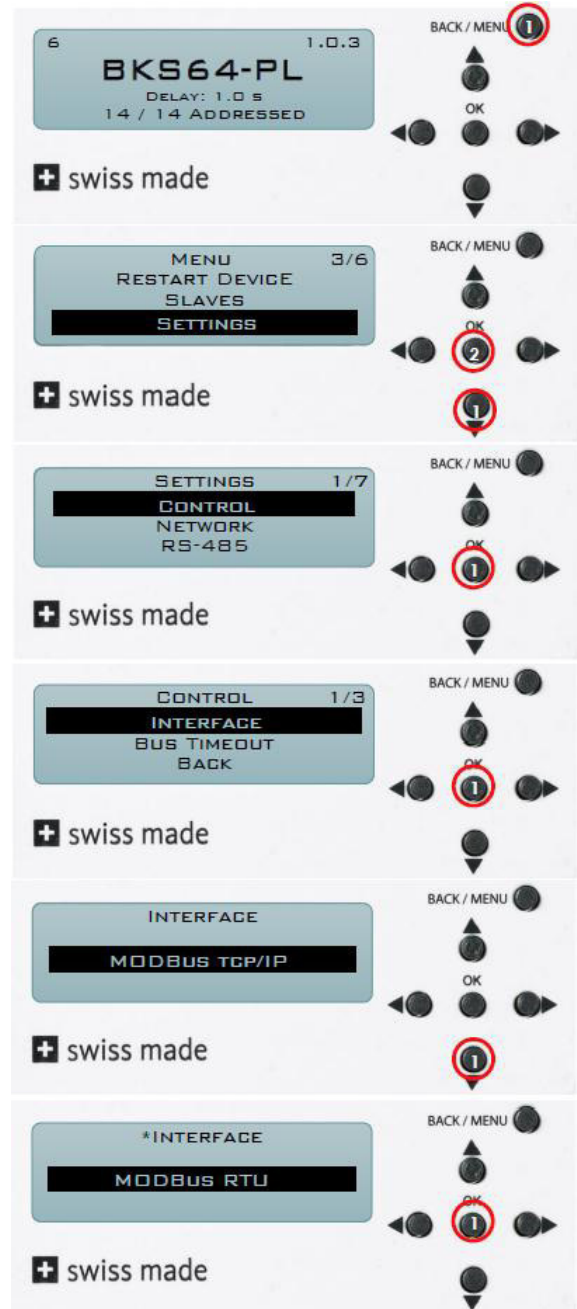 6 1.0.3
BKS64-PL
DELAY: 1.0 s
14 / 14 ADDRESSED
BACK / MENU 1
OK
swiss made
MENU 3/6
RESTART DEVICE
SLAVES
SETTINGS
BACK / MENU
OK
2
1
swiss made
SETTINGS 1/7
CONTROL
NETWORK
RS-485
BACK / MENU
OK
1
swiss made
CONTROL 1/3
INTERFACE
BUS TIMEOUT
BACK
BACK / MENU
OK
1
swiss made
INTERFACE
MODBUS TCP/IP
BACK / MENU
OK
1
swiss made
*INTERFACE
MODBUS RTU
BACK / MENU
OK
1
swiss made